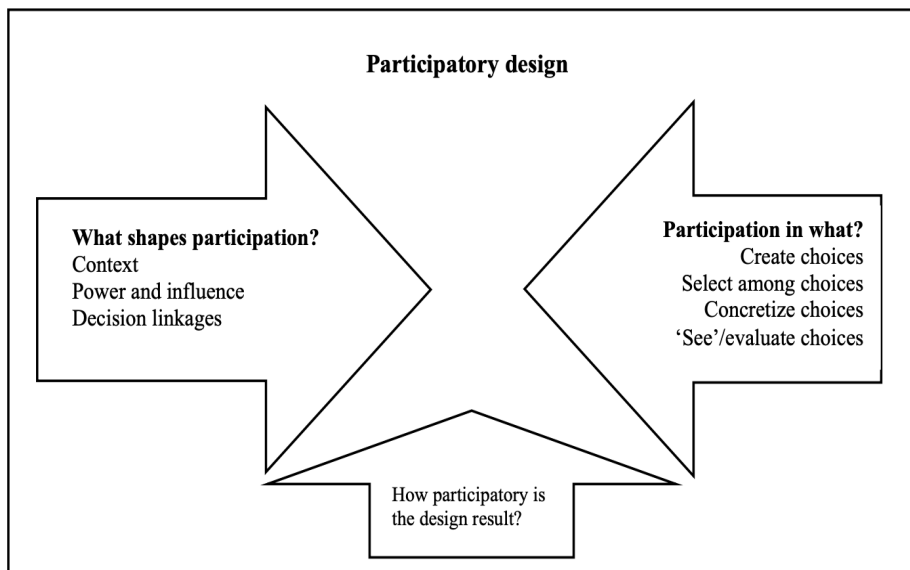 Participatory design
What shapes participation?
Context
Power and influence
Decision linkages
Participation in what?
Create choices
Select among choices
Concretize choices
‘See’/evaluate choices
How participatory is
the design result?